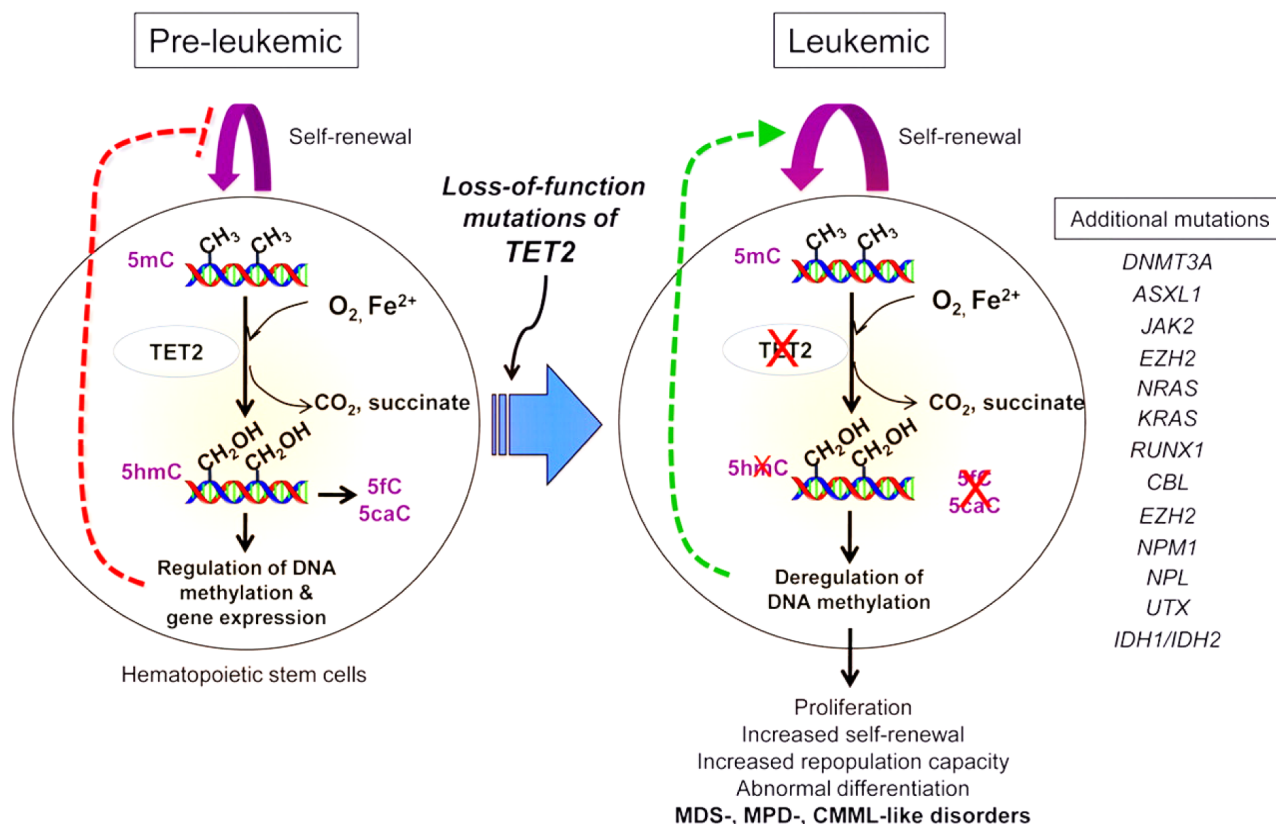 Pre-leukemic
Self-renewal
CH3 CH3
5mC
O2, Fe2+
TET2
CO2, succinate
CH2OH CH2OH
5hmC
5fC
5caC
Regulation of DNA
methylation &
gene expression
Hematopoietic stem cells
Loss-of-function
mutations of
TET2
Leukemic
Self-renewal
CH3 CH3
5mC
O2, Fe2+
TET2
CO2, succinate
CH2OH CH2OH
5hmC
5fC
5caC
Deregulation of
DNA methylation
Proliferation
Increased self-renewal
Increased repopulation capacity
Abnormal differentiation
MDS-, MPD-, CMML-like disorders
Additional mutations
DNMT3A
ASXL1
JAK2
EZH2
NRAS
KRAS
RUNX1
CBL
EZH2
NPM1
NPL
UTX
IDH1/IDH2